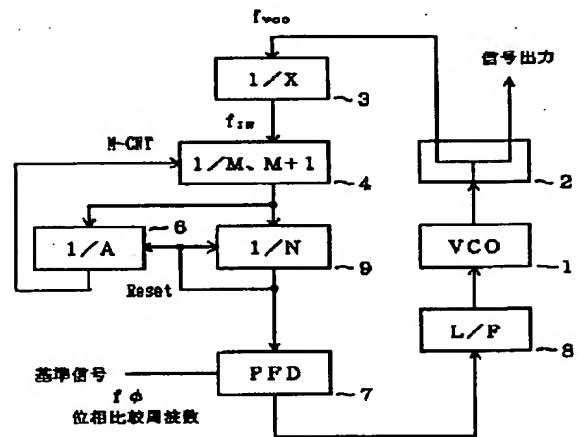 fvco
信号出力
1／X
～3
fsw
M-CNT
1／M、M+1
～4
～2
～6
1／A
1／N
～9
VCO
～1
Reset
L／F
～8
基準信号
fφ
位相比較周波数
PFD
～7